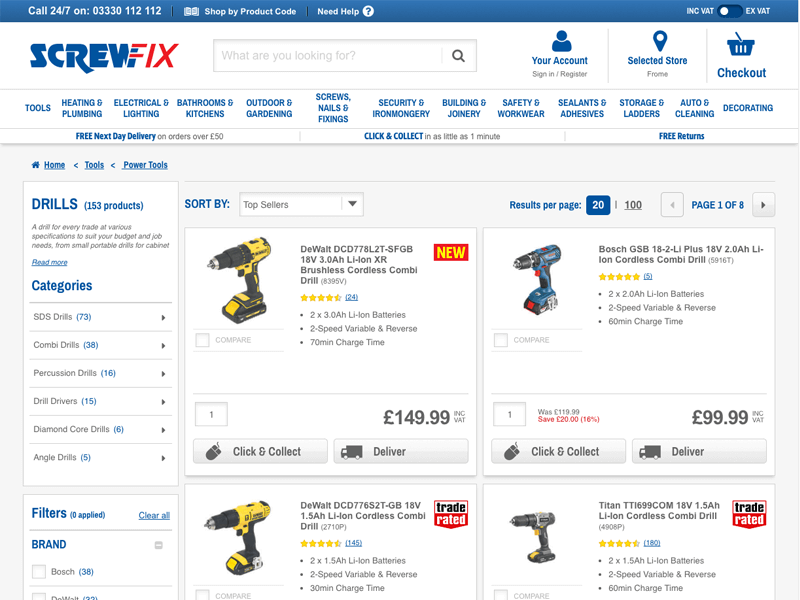 Call 24/7 on: 03330 112 112
Shop by Product Code
Need Help ?
INC VAT EX VAT
SCREWFIX
What are you looking for?
Your Account
Sign in / Register
Selected Store
Frome
Checkout
TOOLS
HEATING &
PLUMBING
ELECTRICAL &
LIGHTING
BATHROOMS &
KITCHENS
OUTDOOR &
GARDENING
SCREWS,
NAILS &
FIXINGS
SECURITY &
IRONMONGERY
BUILDING &
JOINERY
SAFETY &
WORKWEAR
SEALANTS &
ADHESIVES
STORAGE &
LADDERS
AUTO &
CLEANING
DECORATING
FREE Next Day Delivery on orders over £50
CLICK & COLLECT in as little as 1 minute
FREE Returns
Home < Tools < Power Tools
DRILLS (153 products)
A drill for every trade at various
specifications to suit your budget and job
needs, from small portable drills for cabinet
Read more
Categories
SDS Drills (73)
Combi Drills (38)
Percussion Drills (16)
Drill Drivers (15)
Diamond Core Drills (6)
Angle Drills (5)
Filters (0 applied) Clear all
BRAND
Bosch (38)
DeWalt (32)
SORT BY: Top Sellers
Results per page: 20 | 100
PAGE 1 OF 8
DeWalt DCD778L2T-SFGB
18V 3.0Ah Li-Ion XR
Brushless Cordless Combi
Drill (8395V)
NEW
(24)
• 2 x 3.0Ah Li-Ion Batteries
• 2-Speed Variable & Reverse
• 70min Charge Time
COMPARE
1
£149.99 INC
VAT
Click & Collect
Deliver
Bosch GSB 18-2-Li Plus 18V 2.0Ah Li-
Ion Cordless Combi Drill (5916T)
(5)
• 2 x 2.0Ah Li-Ion Batteries
• 2-Speed Variable & Reverse
• 60min Charge Time
COMPARE
1
Was £119.99
Save £20.00 (16%)
£99.99 INC
VAT
Click & Collect
Deliver
DeWalt DCD776S2T-GB 18V
1.5Ah Li-Ion Cordless Combi
Drill (2710P)
trade
rated
(145)
• 2 x 1.5Ah Li-Ion Batteries
• 2-Speed Variable & Reverse
• 30min Charge Time
COMPARE
Titan TTI699COM 18V 1.5Ah
Li-Ion Cordless Combi Drill
(4908P)
trade
rated
(180)
• 2 x 1.5Ah Li-Ion Batteries
• 2-Speed Variable & Reverse
• 60min Charge Time
COMPARE